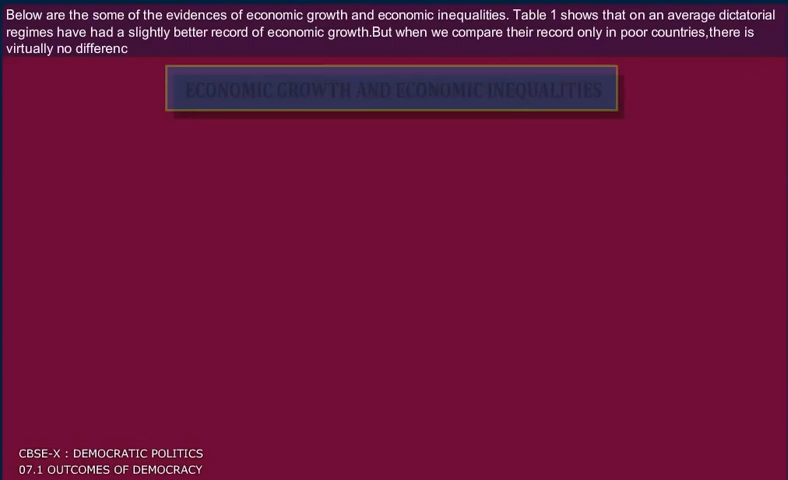 Below are the some of the evidences of economic growth and economic inequalities. Table 1 shows that on an average dictatorial
regimes have had a slightly better record of economic growth.But when we compare their record only in poor countries,there is
virtually no differenc
ECONOMIC GROWTH AND ECONOMIC INEQUALITIES
CBSE-X : DEMOCRATIC POLITICS
07.1 OUTCOMES OF DEMOCRACY